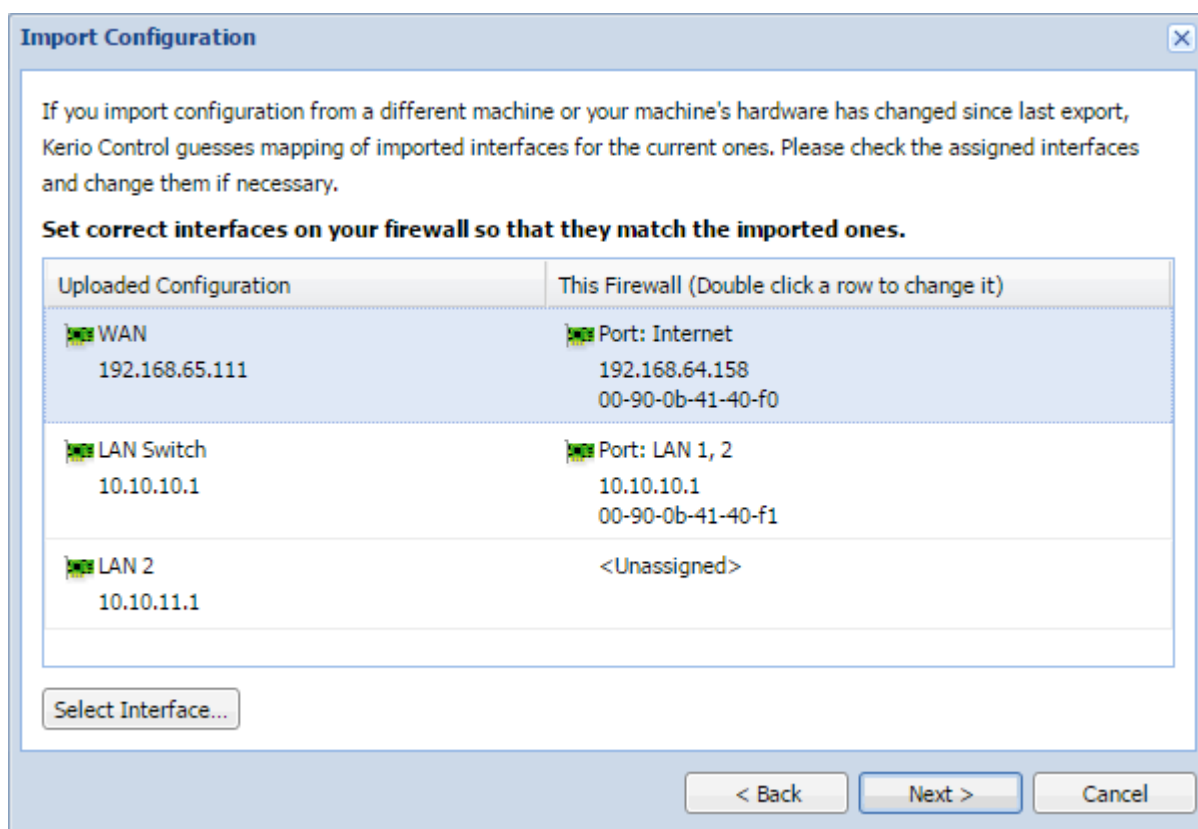 Import Configuration
If you import configuration from a different machine or your machine's hardware has changed since last export,
Kerio Control guesses mapping of imported interfaces for the current ones. Please check the assigned interfaces
and change them if necessary.
Set correct interfaces on your firewall so that they match the imported ones.
Uploaded Configuration This Firewall (Double click a row to change it)
WAN Port: Internet
192.168.65.111 192.168.64.158
00-90-0b-41-40-f0
LAN Switch Port: LAN 1, 2
10.10.10.1 10.10.10.1
00-90-0b-41-40-f1
LAN 2 <Unassigned>
10.10.11.1
Select Interface...
< Back Next > Cancel